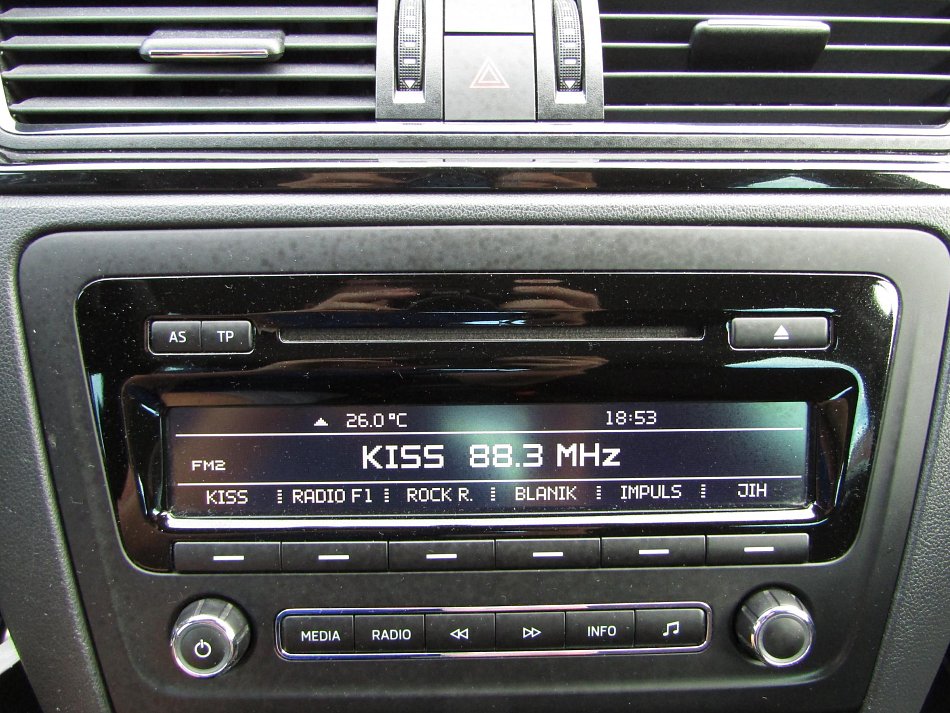 AS TP
26.0°C 18:53
FM2 KISS 88.3 MHz
KISS RADIO F1 ROCK R. BLANIK IMPULS JIH
MEDIA RADIO INFO